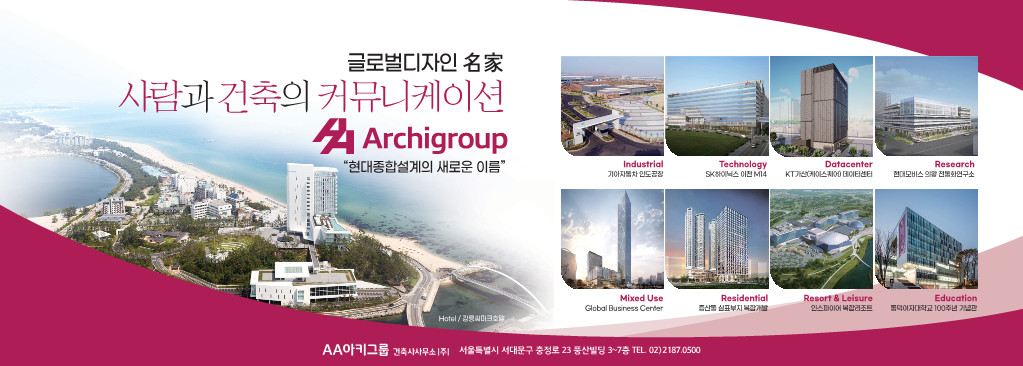 글로벌디자인 名家
사람과 건축의 커뮤니케이션
AA Archigroup
“현대종합설계의 새로운 이름”
Industrial
기아자동차 인도공장
Technology
SK하이닉스 이천 M14
Datacenter
KT가산(케이스퀘어) 데이터센터
Research
현대모비스 의왕 전동화연구소
Mixed Use
Global Business Center
Residential
증산동 삼표부지 복합개발
Resort & Leisure
인스파이어 복합리조트
Education
동덕여자대학교 100주년 기념관
Hotel / 강릉씨마크호텔
AA아키그룹 건축사사무소(주) 서울특별시 서대문구 충정로 23 풍산빌딩 3~7층 TEL. 02)2187.0500